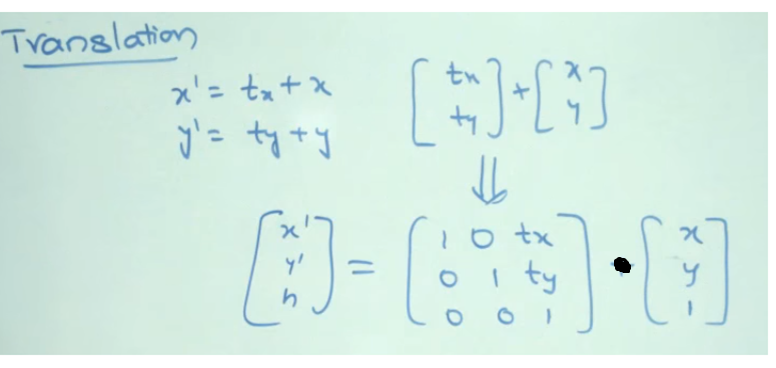 Translation
x' = tx + x [tx ty] + [x y]
y' = ty + y
⇓
[x' y' h] = [1 0 tx 0 1 ty 0 0 1] • [x y 1]